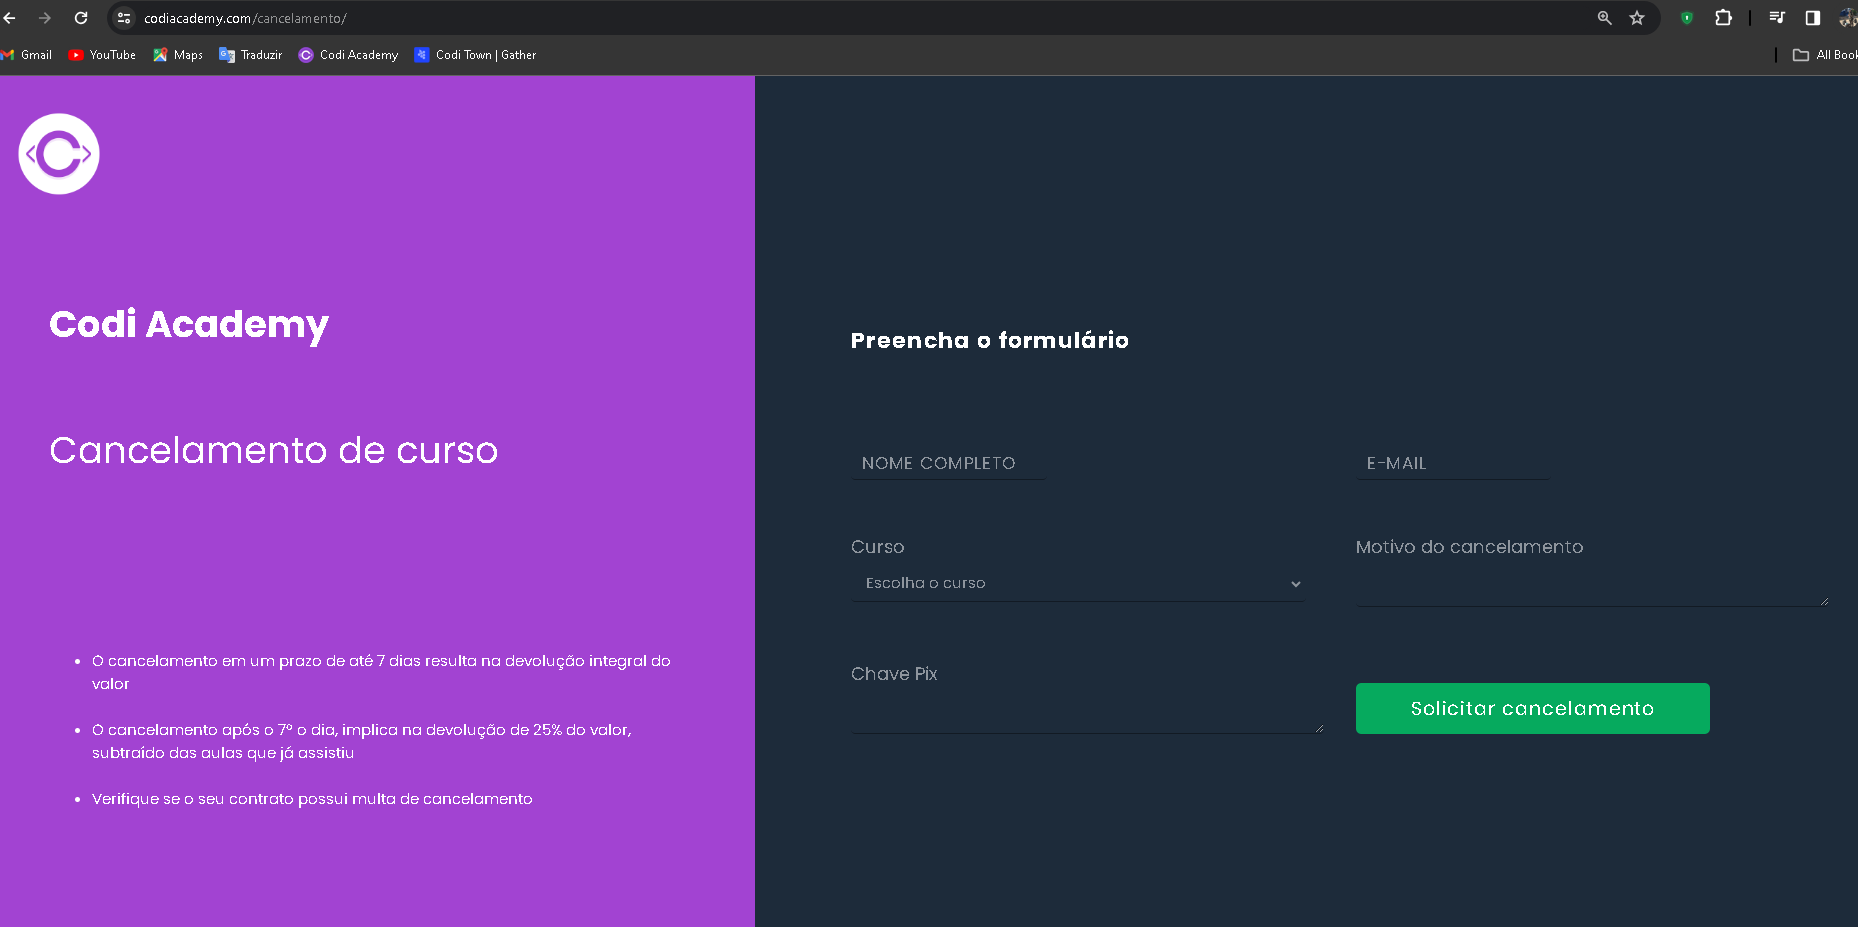 codiacademy.com/cancelamento/
Gmail YouTube Maps Traduzir Codi Academy Codi Town | Gather All Book
Codi Academy
Cancelamento de curso
O cancelamento em um prazo de até 7 dias resulta na devolução integral do
valor
O cancelamento após o 7º o dia, implica na devolução de 25% do valor,
subtraído das aulas que já assistiu
Verifique se o seu contrato possui multa de cancelamento
Preencha o formulário
NOME COMPLETO
E-MAIL
Curso
Escolha o curso
Motivo do cancelamento
Chave Pix
Solicitar cancelamento